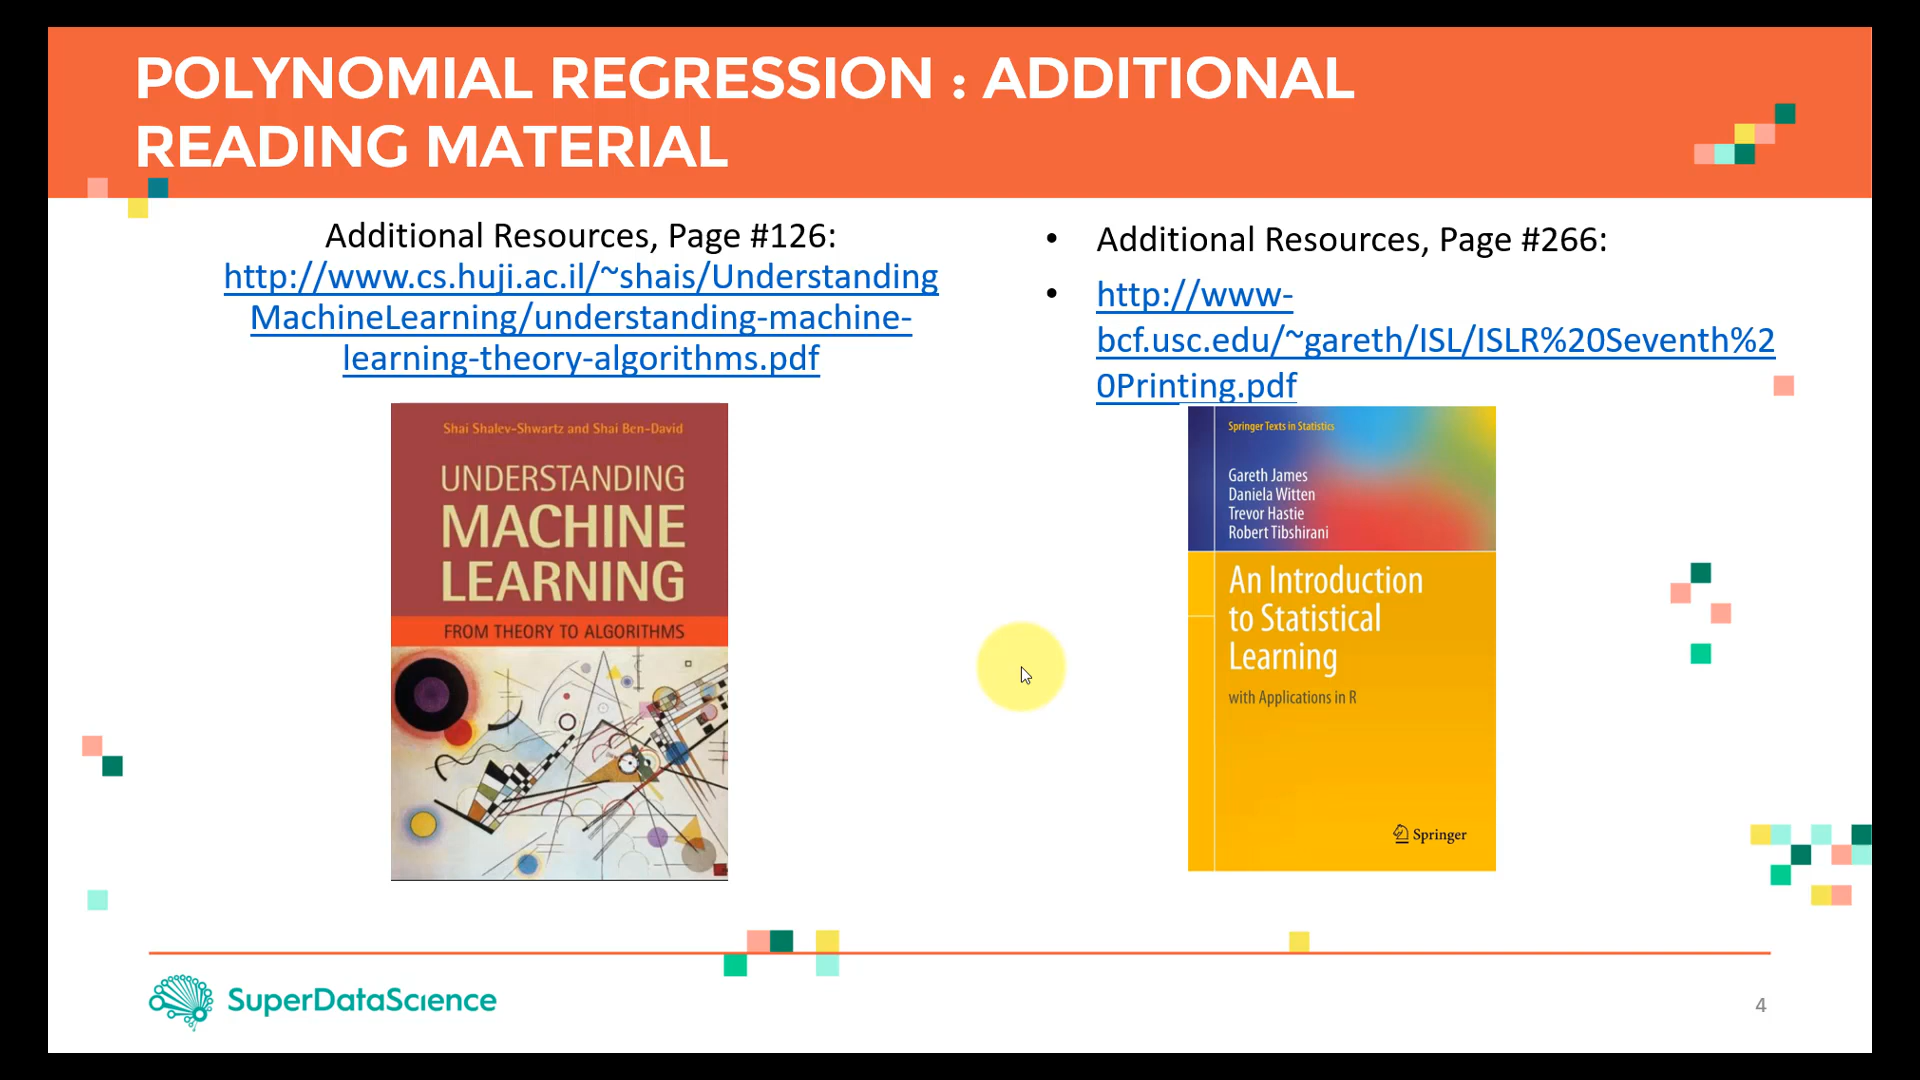 POLYNOMIAL REGRESSION : ADDITIONAL
READING MATERIAL
Additional Resources, Page #126:
http://www.cs.huji.ac.il/~shais/Understanding
MachineLearning/understanding-machine-
learning-theory-algorithms.pdf
Shai Shalev-Shwartz and Shai Ben-David
UNDERSTANDING
MACHINE
LEARNING
FROM THEORY TO ALGORITHMS
• Additional Resources, Page #266:
• http://www-
bcf.usc.edu/~gareth/ISL/ISLR%20Seventh%2
0Printing.pdf
Springer Texts in Statistics
Gareth James
Daniela Witten
Trevor Hastie
Robert Tibshirani
An Introduction
to Statistical
Learning
with Applications in R
Springer
SuperDataScience
4